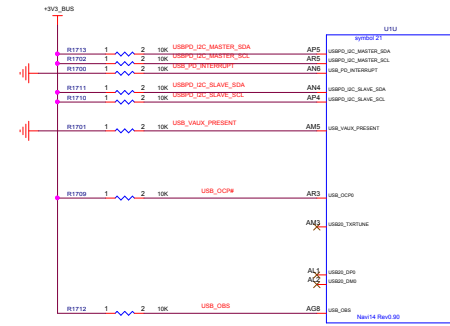 +3V3_BUS
U1U
symbol 21
R1713 1 2 10K USBPD_I2C_MASTER_SDA AP5 USBPD_I2C_MASTER_SDA
R1702 1 2 10K USBPD_I2C_MASTER_SCL AR5 USBPD_I2C_MASTER_SCL
R1700 1 2 10K USB_PD_INTERRUPT AN6 USB_PD_INTERRUPT
R1711 1 2 10K USBPD_I2C_SLAVE_SDA AN4 USBPD_I2C_SLAVE_SDA
R1710 1 2 10K USBPD_I2C_SLAVE_SCL AP4 USBPD_I2C_SLAVE_SCL
R1701 1 2 10K USB_VAUX_PRESENT AM5 USB_VAUX_PRESENT
R1709 1 2 10K USB_OCP# AR3 USB_OCP0
AM3 USB20_TXRTUNE
AL1 USB20_DP0
AL2 USB20_DM0
R1712 1 2 10K USB_OBS AG8 USB_OBS
Navi14 Rev0.90